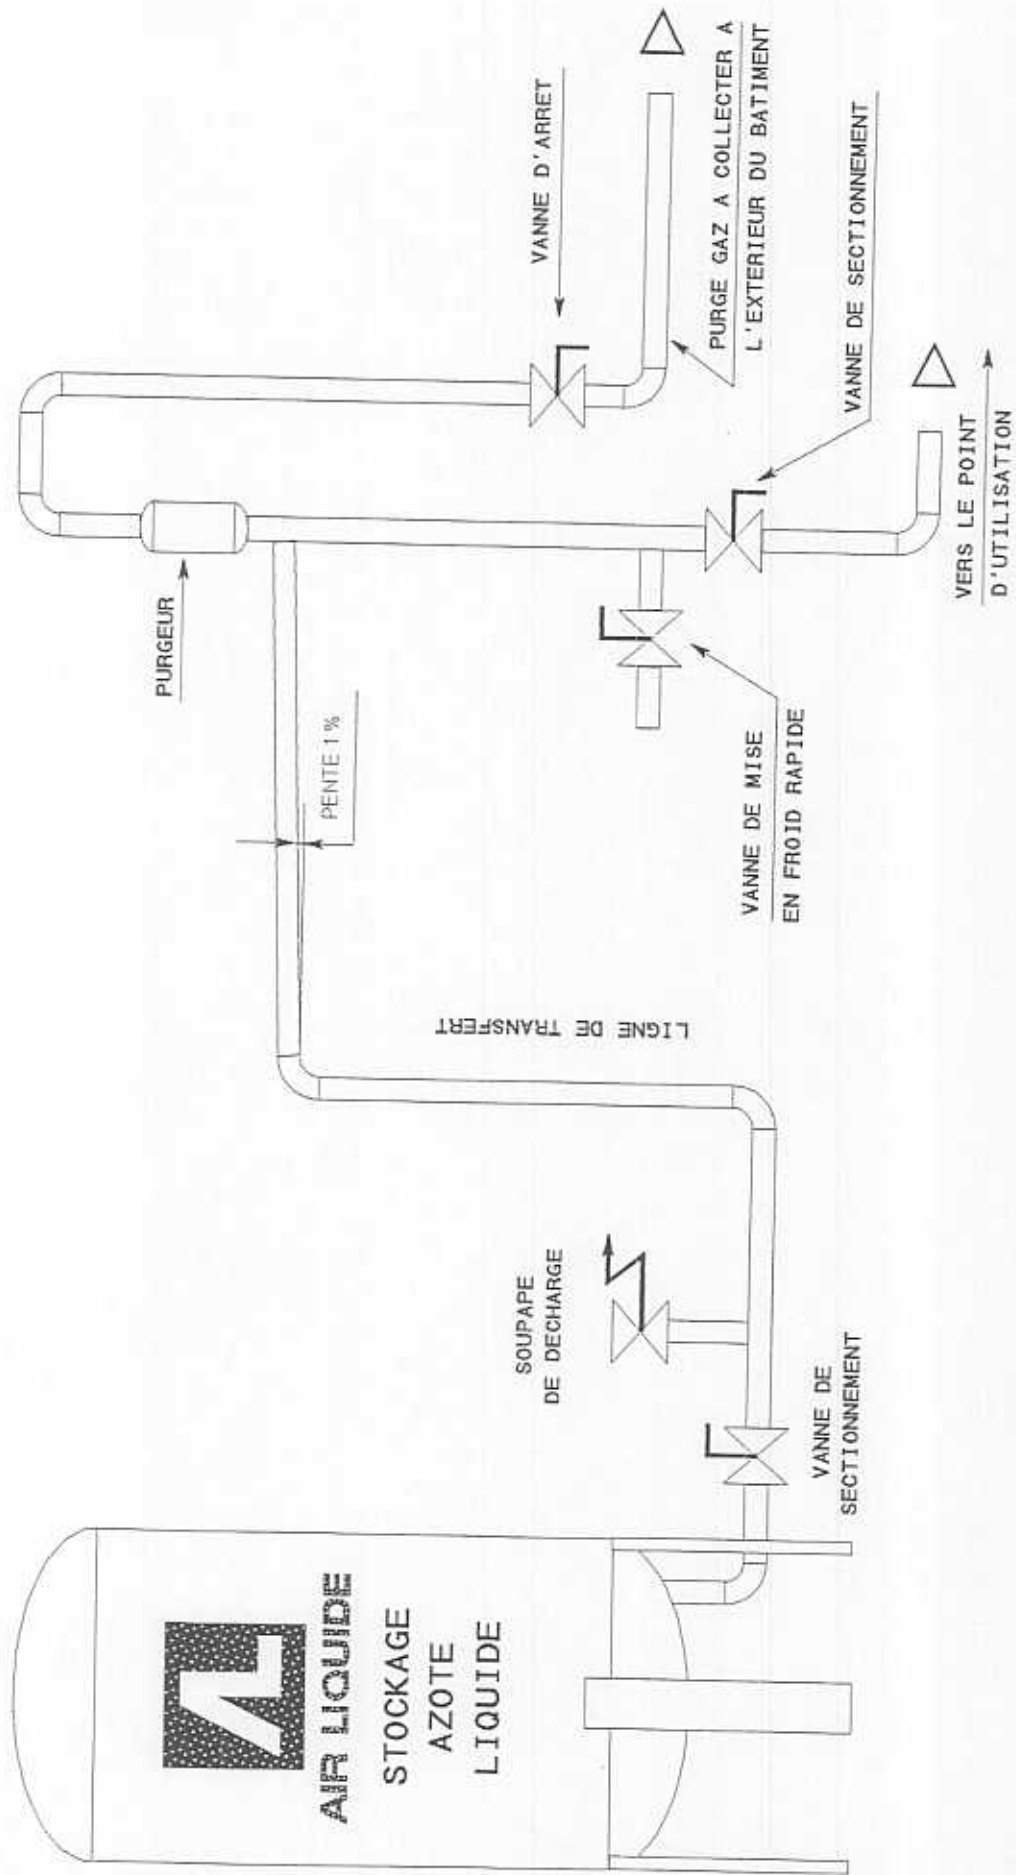 AIR LIQUIDE
STOCKAGE
AZOTE
LIQUIDE
VANNE DE
SECTIONNEMENT
SOUPAPE
DE DECHARGE
LIGNE DE TRANSFERT
PENTE 1 %
PURGEUR
VANNE DE MISE
EN FROID RAPIDE
VANNE D'ARRET
PURGE GAZ A COLLECTER A
L'EXTERIEUR DU BATIMENT
VANNE DE SECTIONNEMENT
VERS LE POINT
D'UTILISATION